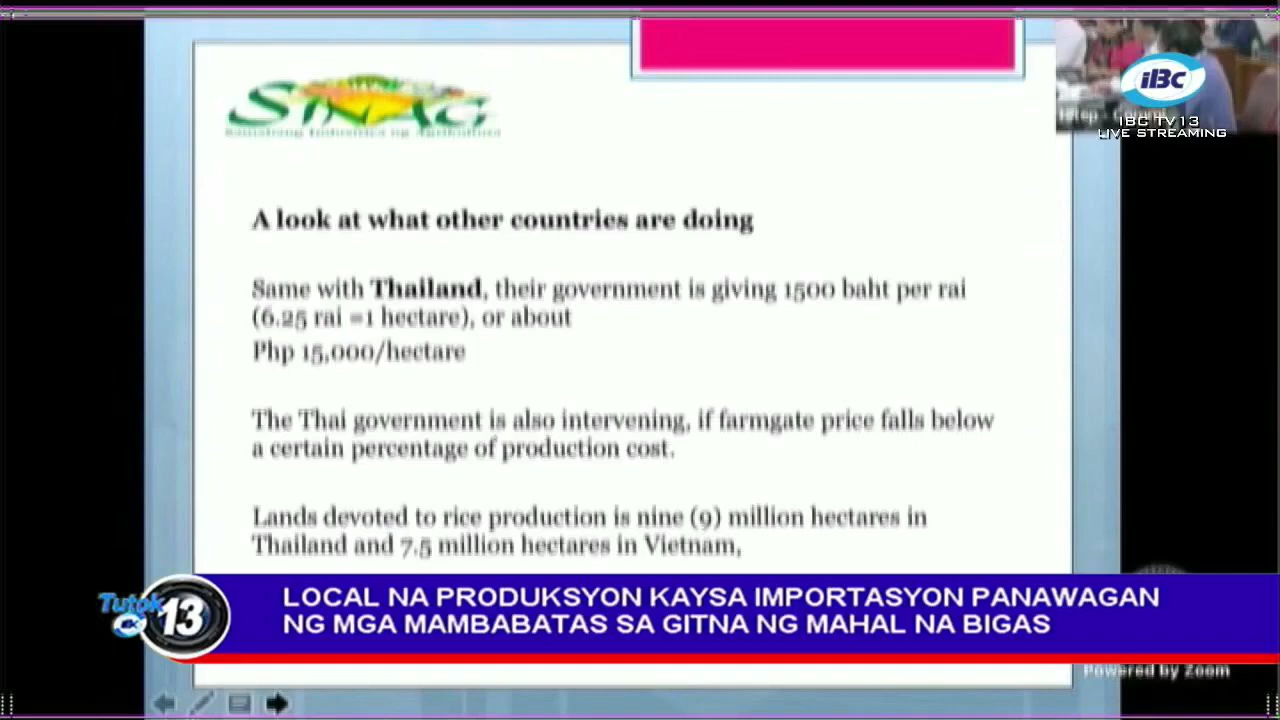 SINAG
Samahang Industriya ng Agrikultura
iBC
IBC TV13
LIVE STREAMING
A look at what other countries are doing
Same with Thailand, their government is giving 1500 baht per rai
(6.25 rai =1 hectare), or about
Php 15,000/hectare
The Thai government is also intervening, if farmgate price falls below
a certain percentage of production cost.
Lands devoted to rice production is nine (9) million hectares in
Thailand and 7.5 million hectares in Vietnam,
Tutok 13
LOCAL NA PRODUKSYON KAYSA IMPORTASYON PANAWAGAN
NG MGA MAMBABATAS SA GITNA NG MAHAL NA BIGAS
Powered by Zoom